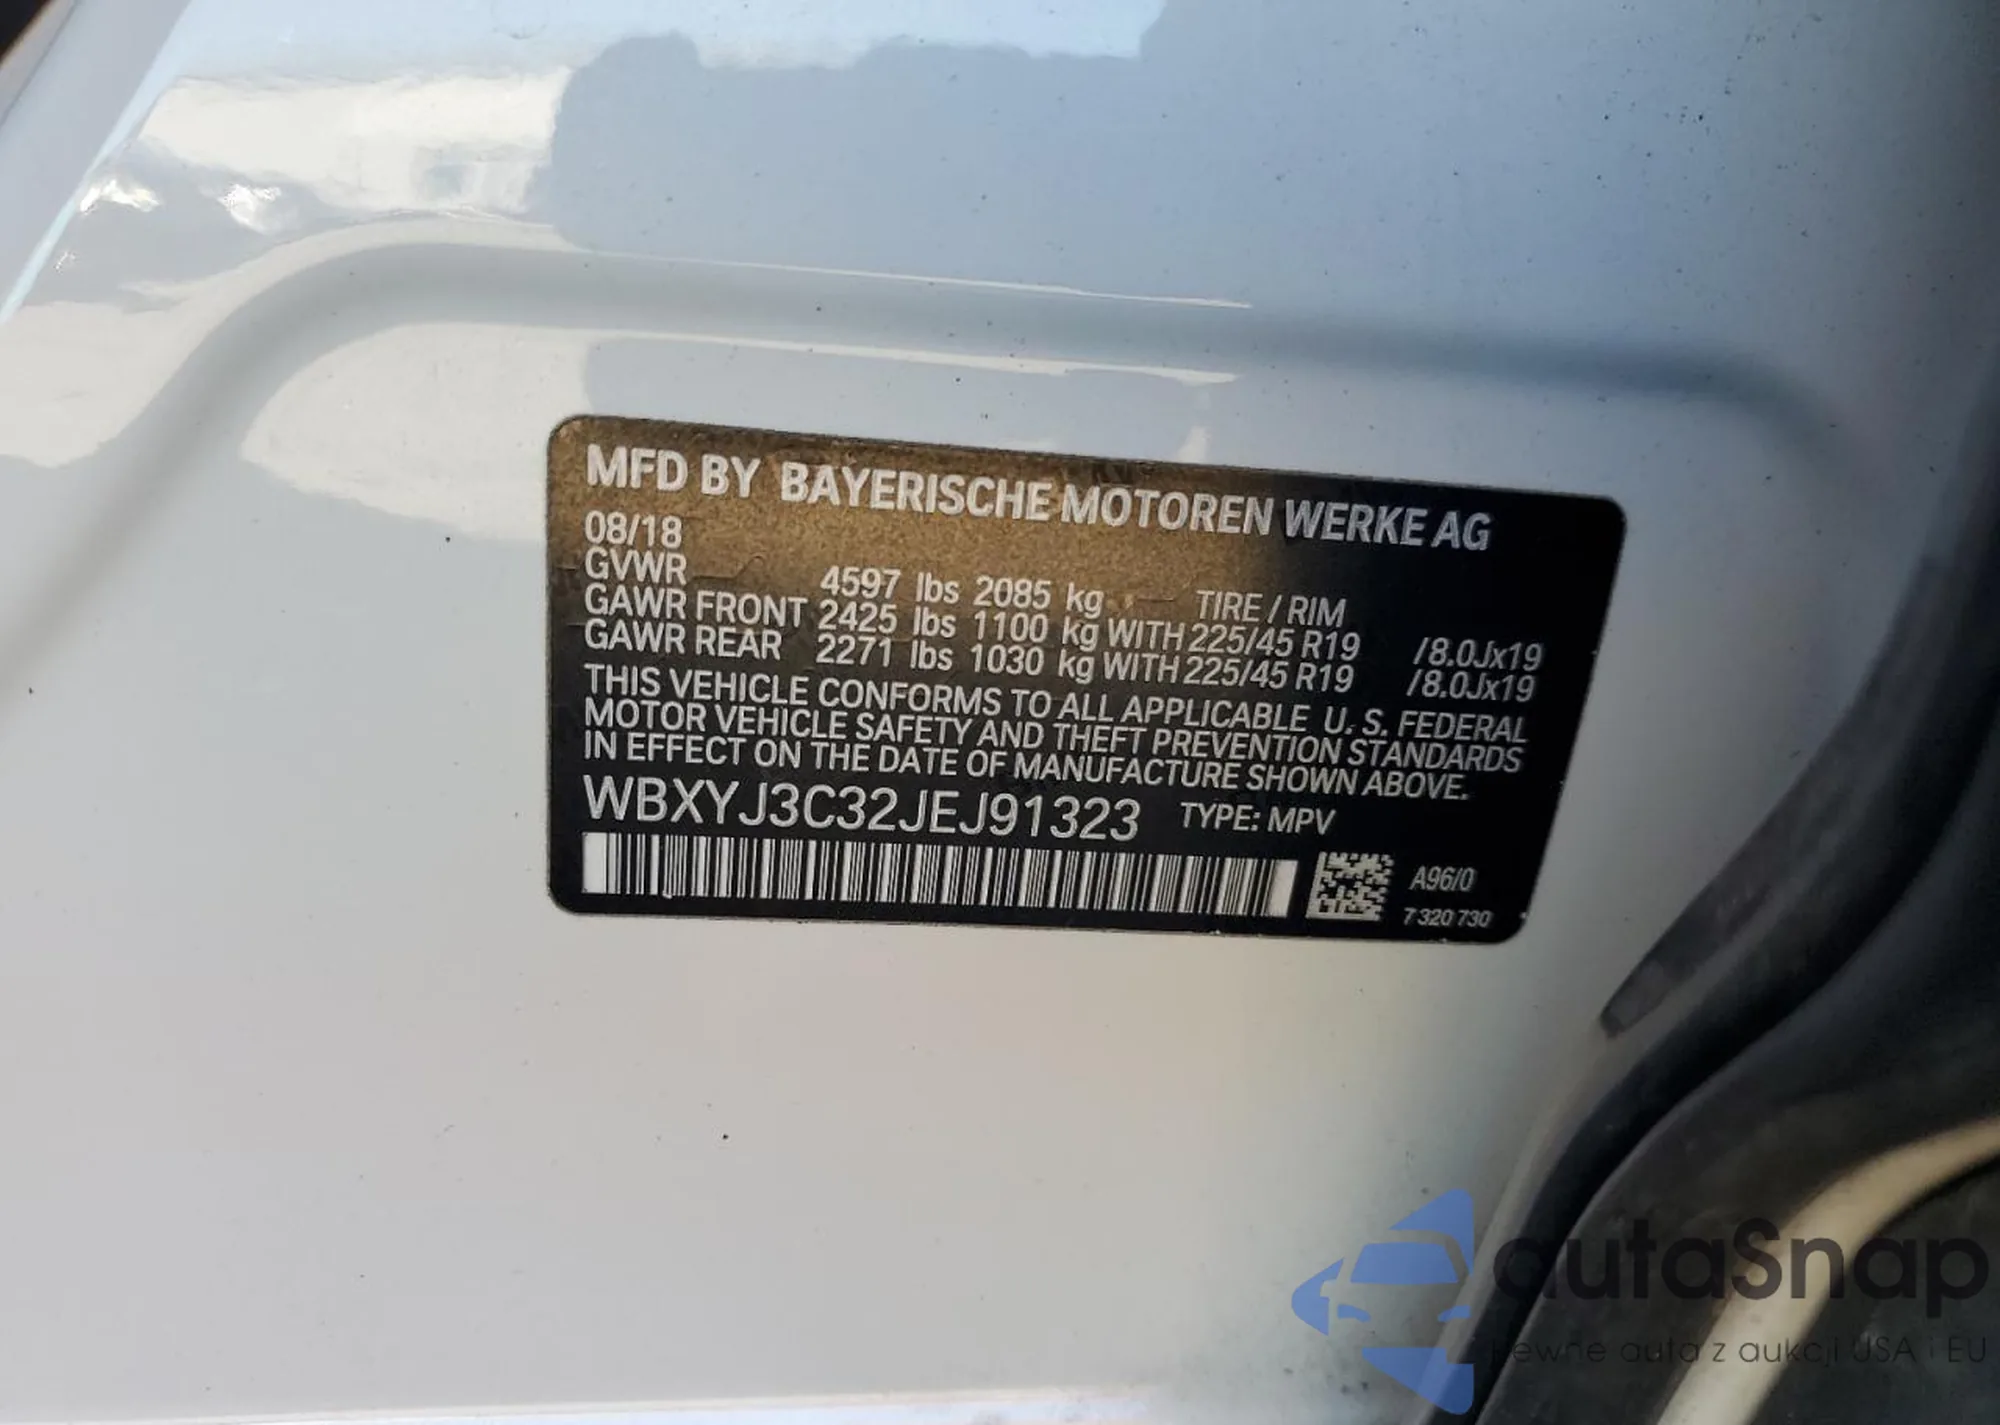 MFD BY BAYERISCHE MOTOREN WERKE AG
08/18
GVWR 4597 lbs 2085 kg TIRE / RIM
GAWR FRONT 2425 lbs 1100 kg WITH 225/45 R19 /8.0Jx19
GAWR REAR 2271 lbs 1030 kg WITH 225/45 R19 /8.0Jx19
THIS VEHICLE CONFORMS TO ALL APPLICABLE U. S. FEDERAL
MOTOR VEHICLE SAFETY AND THEFT PREVENTION STANDARDS
IN EFFECT ON THE DATE OF MANUFACTURE SHOWN ABOVE.
WBXYJ3C32JEJ91323 TYPE: MPV
A96/0
7 320 730
autaSnap
Pewne auta z aukcji USA i EU